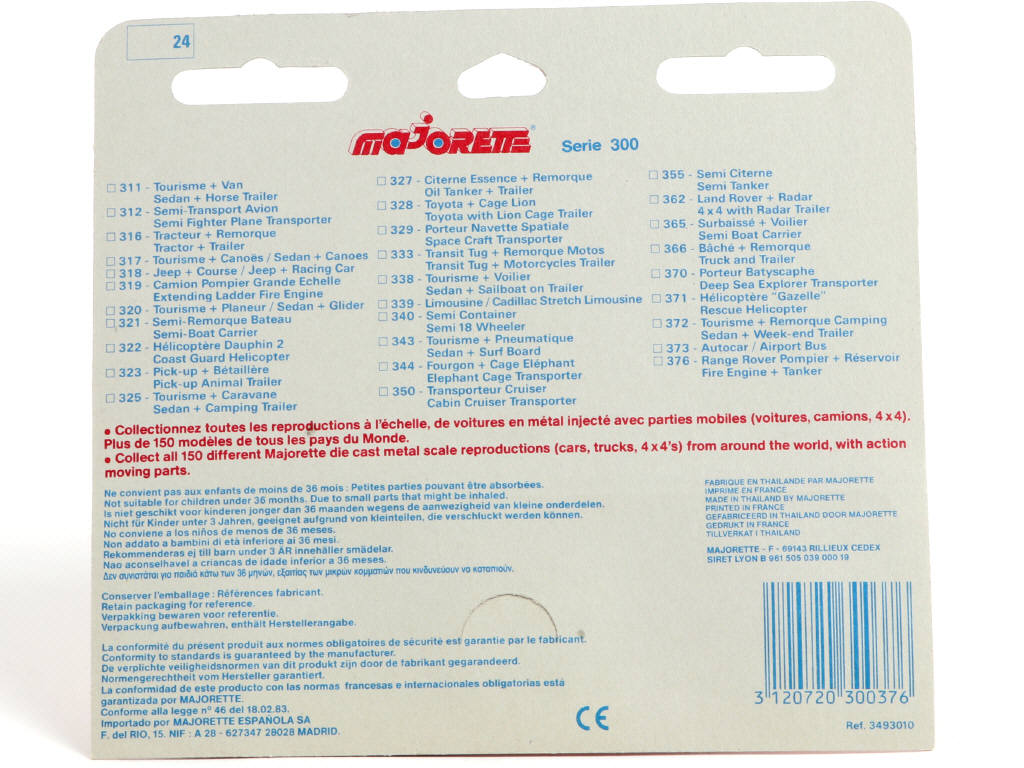 24
MAJORETTE Serie 300
☐ 311 - Tourisme + Van
Sedan + Horse Trailer
☐ 312 - Semi-Transport Avion
Semi Fighter Plane Transporter
☐ 316 - Tracteur + Remorque
Tractor + Trailer
☐ 317 - Tourisme + Canoës / Sedan + Canoes
☐ 318 - Jeep + Course / Jeep + Racing Car
☐ 319 - Camion Pompier Grande Echelle
Extending Ladder Fire Engine
☐ 320 - Tourisme + Planeur / Sedan + Glider
☐ 321 - Semi-Remorque Bateau
Semi-Boat Carrier
☐ 322 - Hélicoptère Dauphin 2
Coast Guard Helicopter
☐ 323 - Pick-up + Bétaillère
Pick-up Animal Trailer
☐ 325 - Tourisme + Caravane
Sedan + Camping Trailer
☐ 327 - Citerne Essence + Remorque
Oil Tanker + Trailer
☐ 328 - Toyota + Cage Lion
Toyota with Lion Cage Trailer
☐ 329 - Porteur Navette Spatiale
Space Craft Transporter
☐ 333 - Transit Tug + Remorque Motos
Transit Tug + Motorcycles Trailer
☐ 338 - Tourisme + Voilier
Sedan + Sailboat on Trailer
☐ 339 - Limousine / Cadillac Stretch Limousine
☐ 340 - Semi Container
Semi 18 Wheeler
☐ 343 - Tourisme + Pneumatique
Sedan + Surf Board
☐ 344 - Fourgon + Cage Eléphant
Elephant Cage Transporter
☐ 350 - Transporteur Cruiser
Cabin Cruiser Transporter
☐ 355 - Semi Citerne
Semi Tanker
☐ 362 - Land Rover + Radar
4 x 4 with Radar Trailer
☐ 365 - Surbaissé + Voilier
Semi Boat Carrier
☐ 366 - Bâché + Remorque
Truck and Trailer
☐ 370 - Porteur Batyscaphe
Deep Sea Explorer Transporter
☐ 371 - Hélicoptère "Gazelle"
Rescue Helicopter
☐ 372 - Tourisme + Remorque Camping
Sedan + Week-end Trailer
☐ 373 - Autocar / Airport Bus
☐ 376 - Range Rover Pompier + Réservoir
Fire Engine + Tanker
• Collectionnez toutes les reproductions à l'échelle, de voitures en métal injecté avec parties mobiles (voitures, camions, 4 x 4).
Plus de 150 modèles de tous les pays du Monde.
• Collect all 150 different Majorette die cast metal scale reproductions (cars, trucks, 4 x 4's) from around the world, with action
moving parts.
Ne convient pas aux enfants de moins de 36 mois : Petites parties pouvant être absorbées.
Not suitable for children under 36 months. Due to small parts that might be inhaled.
Is niet geschikt voor kinderen jonger dan 36 maanden wegens de aanwezigheid van kleine onderdelen.
Nicht für Kinder unter 3 Jahren, geeignet aufgrund von kleinteilen, die verschluckt werden können.
No conviene a los niños de menos de 36 meses.
Non addato a bambini di età inferiore ai 36 mesi.
Rekommenderas ej till barn under 3 ÅR innehåller smådelar.
Nao aconselhavel a criancas de idade inferior a 36 meses.
Δεν συνιστάται για παιδιά κάτω των 36 μηνών, εξαιτίας των μικρών κομματιών που κινδυνεύουν να καταπιούν.
Conserver l'emballage : Références fabricant.
Retain packaging for reference.
Verpakking bewaren voor referentie.
Verpackung aufbewahren, enthält Herstellerangabe.
La conformité du présent produit aux normes obligatoires de sécurité est garantie par le fabricant.
Conformity to standards is guaranteed by the manufacturer.
De verplichte veiligheidsnormen van dit produkt zijn door de fabrikant gegarandeerd.
Normengerechtheit vom Hersteller garantiert.
La conformidad de este producto con las normas francesas e internacionales obligatorias está
garantizada por MAJORETTE.
Conforme alla legge n° 46 del 18.02.83.
Importado por MAJORETTE ESPAÑOLA SA
F. del RIO, 15. NIF : A 28 - 627347 28028 MADRID.
FABRIQUE EN THAILANDE PAR MAJORETTE
IMPRIME EN FRANCE
MADE IN THAILAND BY MAJORETTE
PRINTED IN FRANCE
GEFABRICEERD IN THAILAND DOOR MAJORETTE
GEDRUKT IN FRANCE
TILLVERKAT I THAILAND
MAJORETTE - F - 69143 RILLIEUX CEDEX
SIRET LYON B 961 505 039 000 19
CE
3 120720 300376
Ref. 3493010